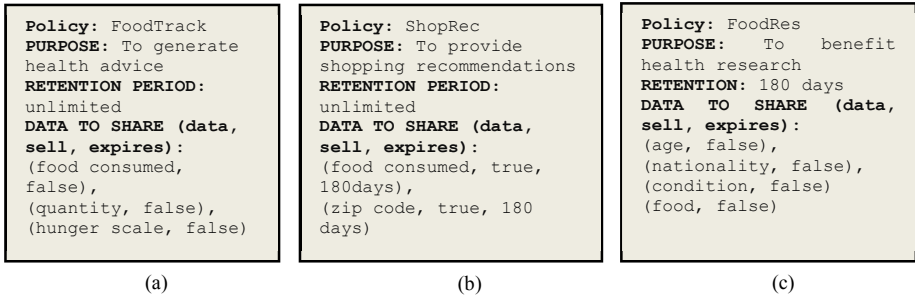 Policy: FoodTrack
PURPOSE: To generate
health advice
RETENTION PERIOD:
unlimited
DATA TO SHARE (data,
sell, expires):
(food consumed,
false),
(quantity, false),
(hunger scale, false)
(a)
Policy: ShopRec
PURPOSE: To provide
shopping recommendations
RETENTION PERIOD:
unlimited
DATA TO SHARE (data,
sell, expires):
(food consumed, true,
180days),
(zip code, true, 180
days)
(b)
Policy: FoodRes
PURPOSE: To benefit
health research
RETENTION: 180 days
DATA TO SHARE (data,
sell, expires):
(age, false),
(nationality, false),
(condition, false)
(food, false)
(c)